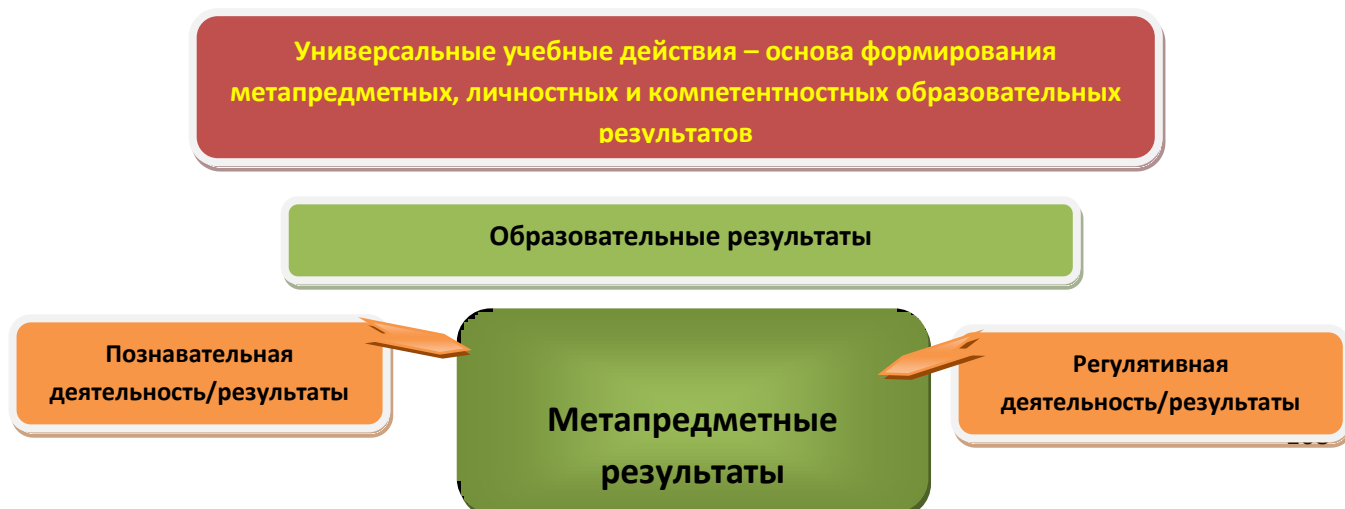 Универсальные учебные действия – основа формирования
метапредметных, личностных и компетентностных образовательных
результатов
Образовательные результаты
Познавательная
деятельность/результаты
Метапредметные
результаты
Регулятивная
деятельность/результаты